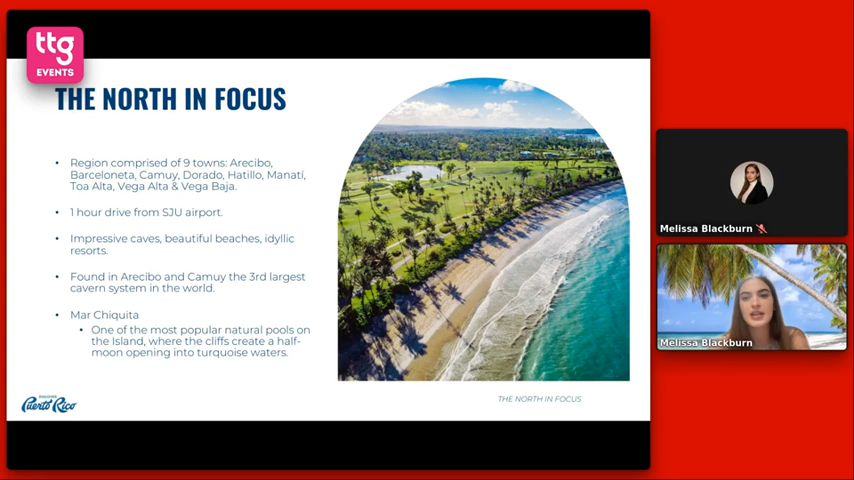 ttg
EVENTS
THE NORTH IN FOCUS
• Region comprised of 9 towns: Arecibo,
Barceloneta, Camuy, Dorado, Hatillo, Manatí,
Toa Alta, Vega Alta & Vega Baja.
• 1 hour drive from SJU airport.
• Impressive caves, beautiful beaches, idyllic
resorts.
• Found in Arecibo and Camuy the 3rd largest
cavern system in the world.
• Mar Chiquita
• One of the most popular natural pools on
the Island, where the cliffs create a half-
moon opening into turquoise waters.
Puerto Rico
THE NORTH IN FOCUS
Melissa Blackburn
Melissa Blackburn